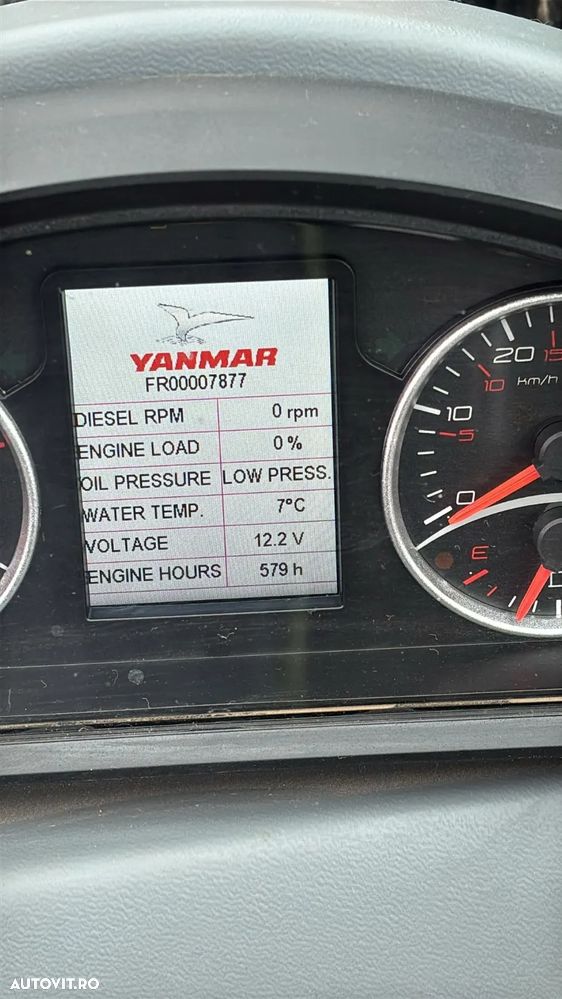 YANMAR
FR00007877
DIESEL RPM 0 rpm
ENGINE LOAD 0 %
OIL PRESSURE LOW PRESS.
WATER TEMP. 7°C
VOLTAGE 12.2 V
ENGINE HOURS 579 h
20 15
10 km/h
10
5
0
E
AUTOVIT.RO